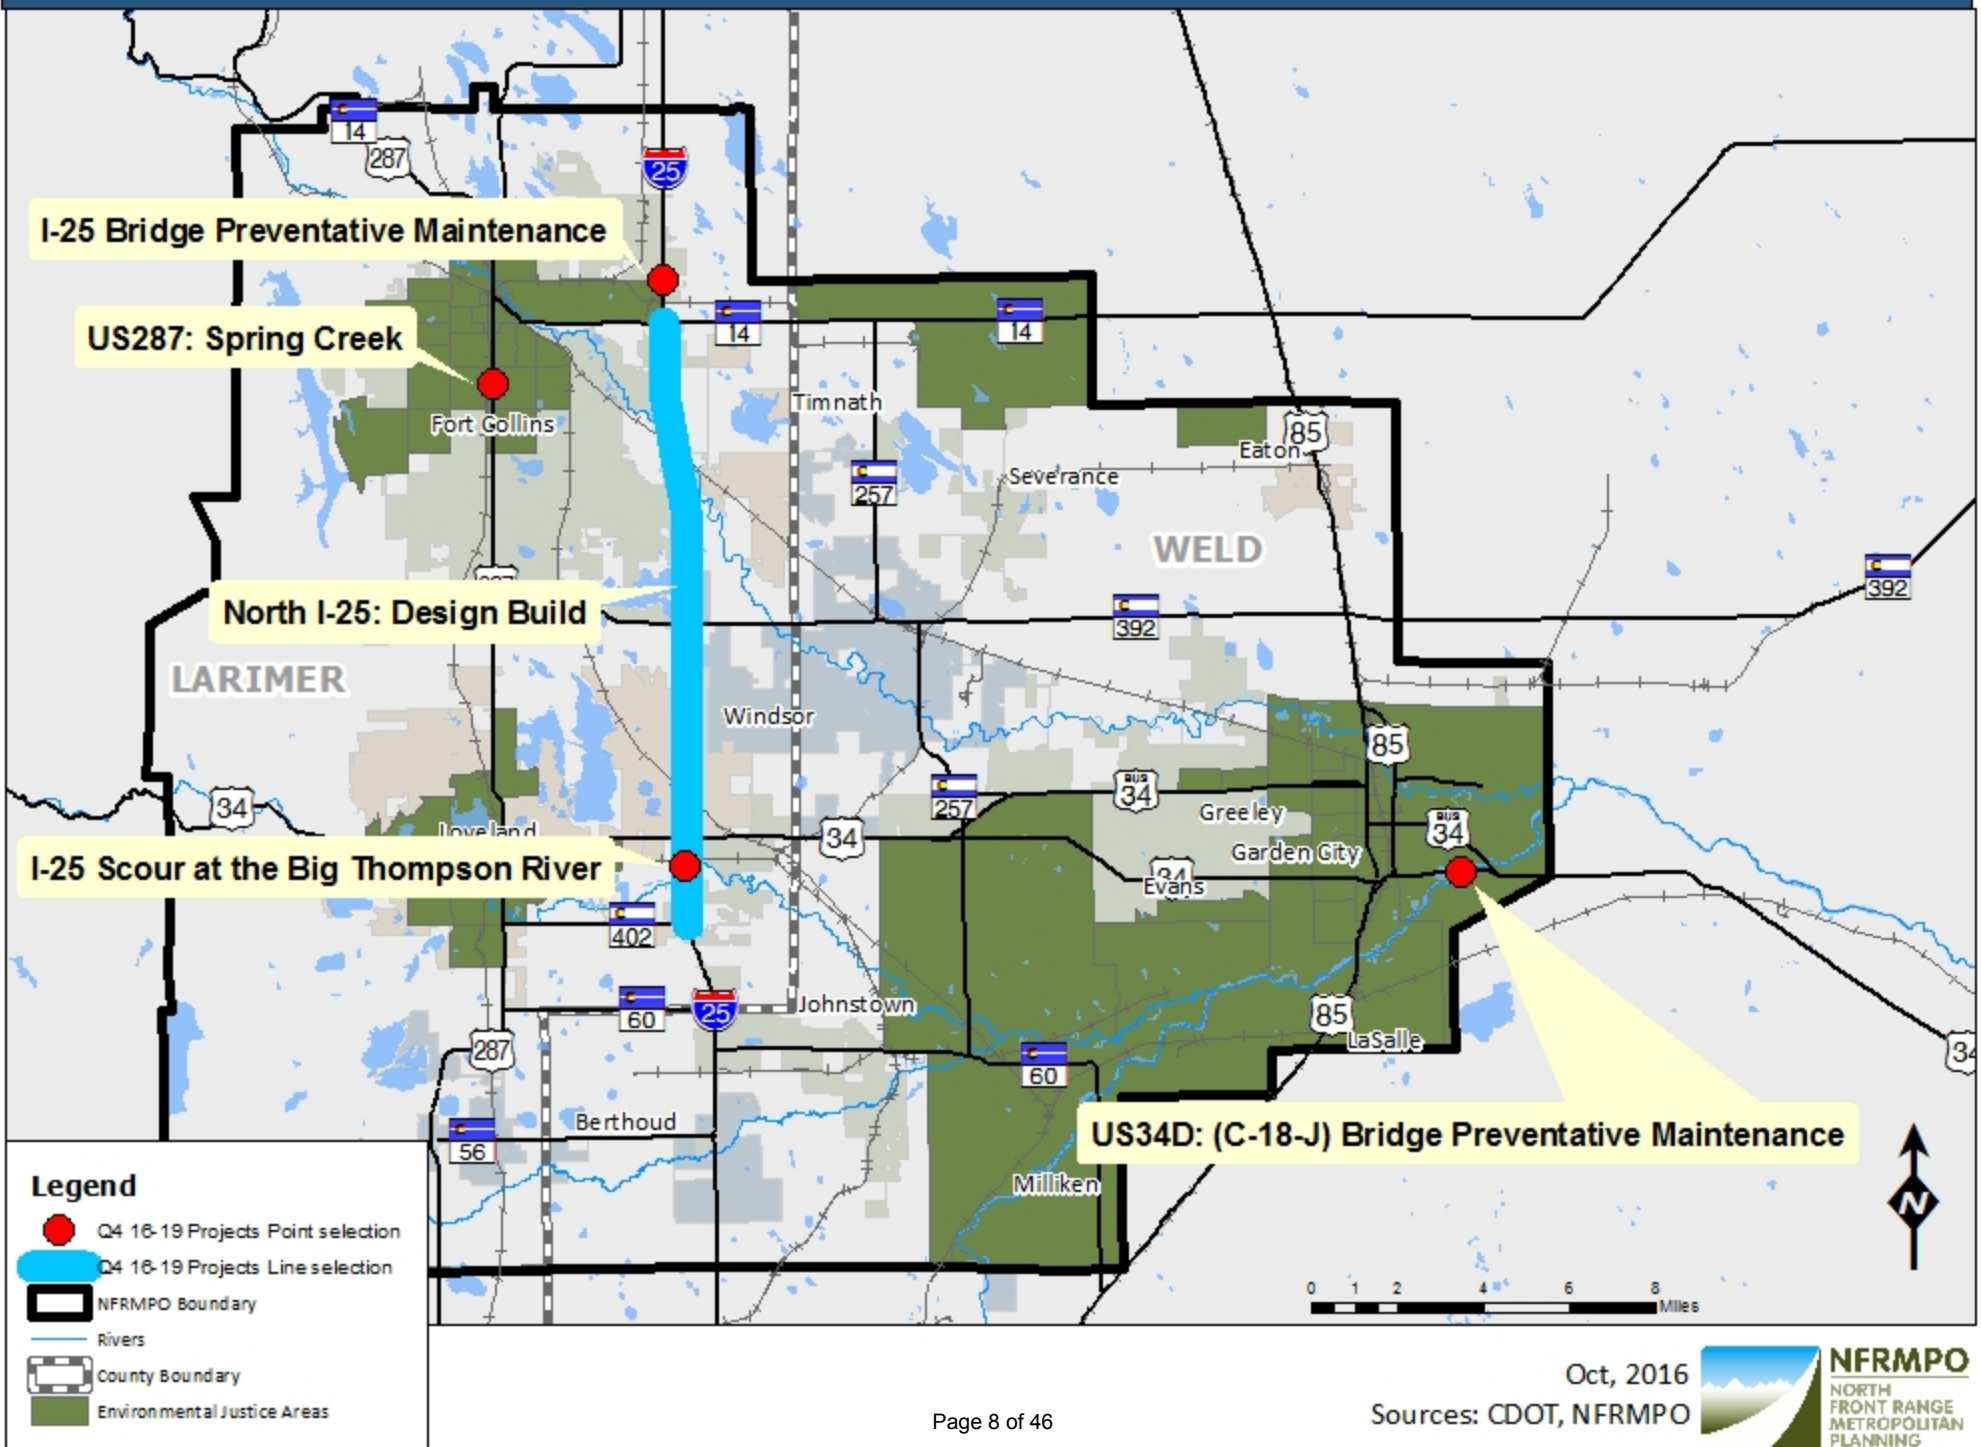 14
287
25
I-25 Bridge Preventative Maintenance
14
14
US287: Spring Creek
Timnath
Fort Collins
85
Eaton
Severance
257
WELD
392
392
North I-25: Design Build
LARIMER
Windsor
85
34
257
BUS
34
Greeley
Loveland
34
BUS
34
Garden City
I-25 Scour at the Big Thompson River
34
Evans
402
60
25
Johnstown
85
LaSalle
287
60
34
56
Berthoud
US34D: (C-18-J) Bridge Preventative Maintenance
Milliken
N
Legend
Q4 16-19 Projects Point selection
Q4 16-19 Projects Line selection
NFRMPO Boundary
Rivers
County Boundary
Environmental Justice Areas
0 1 2 4 6 8
Miles
Oct, 2016
Sources: CDOT, NFRMPO
NFRMPO
NORTH
FRONT RANGE
METROPOLITAN
PLANNING
Page 8 of 46